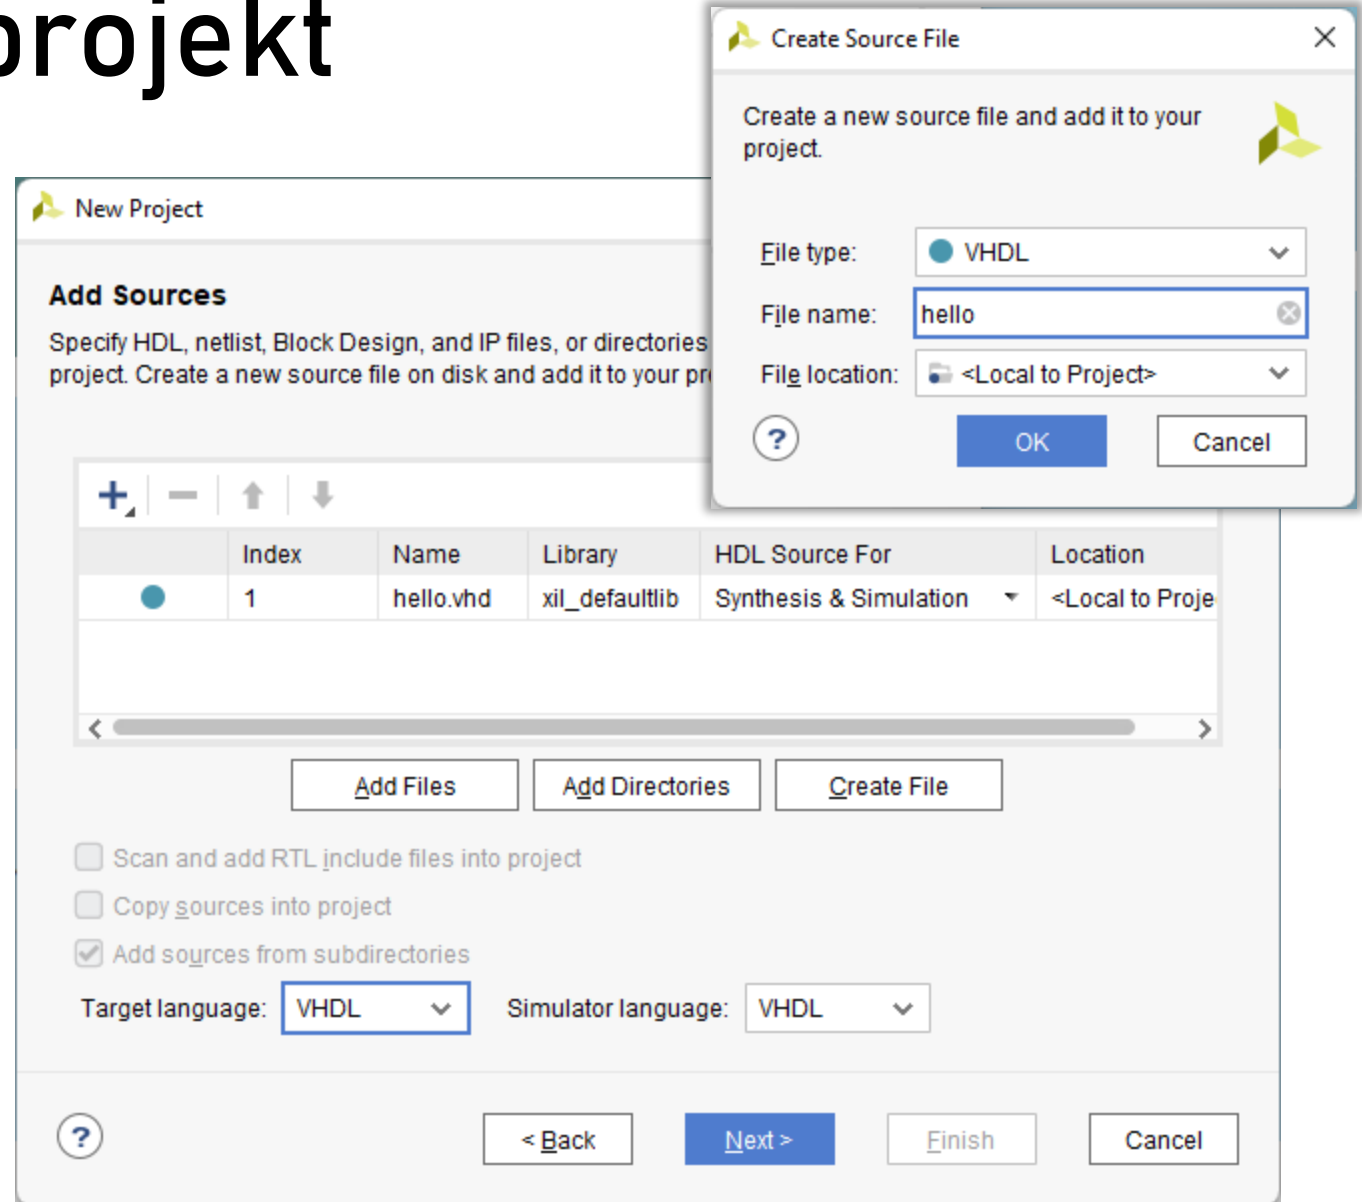 projekt
Create Source File
Create a new source file and add it to your
project.
File type: VHDL
File name: hello
File location: <Local to Project>
? OK Cancel
New Project
Add Sources
Specify HDL, netlist, Block Design, and IP files, or directories
project. Create a new source file on disk and add it to your
Index Name Library HDL Source For Location
1 hello.vhd xil_defaultlib Synthesis & Simulation <Local to Proje
Add Files Add Directories Create File
Scan and add RTL include files into project
Copy sources into project
Add sources from subdirectories
Target language: VHDL Simulator language: VHDL
? < Back Next > Finish Cancel